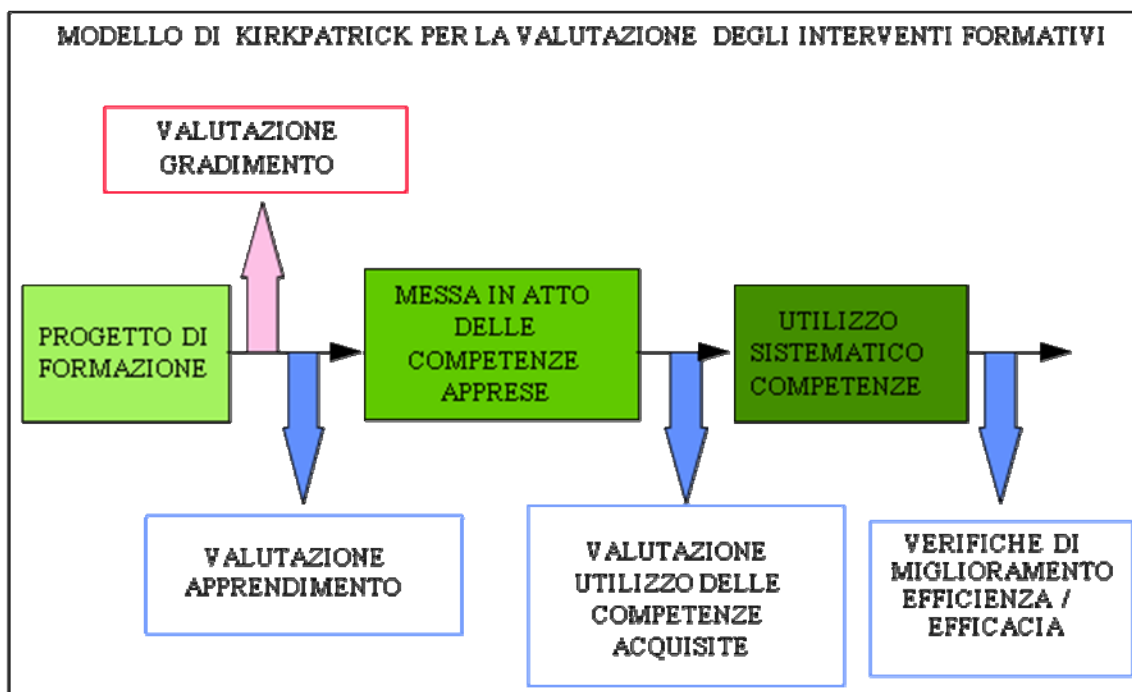 MODELLO DI KIRKPATRICK PER LA VALUTAZIONE DEGLI INTERVENTI FORMATIVI
VALUTAZIONE
GRADIMENTO
PROGETTO DI
FORMAZIONE
MESSA IN ATTO
DELLE
COMPETENZE
APPRESE
UTILIZZO
SISTEMATICO
COMPETENZE
VALUTAZIONE
APPRENDIMENTO
VALUTAZIONE
UTILIZZO DELLE
COMPETENZE
ACQUISITE
VERIFICHE DI
MIGLIORAMENTO
EFFICIENZA /
EFFICACIA